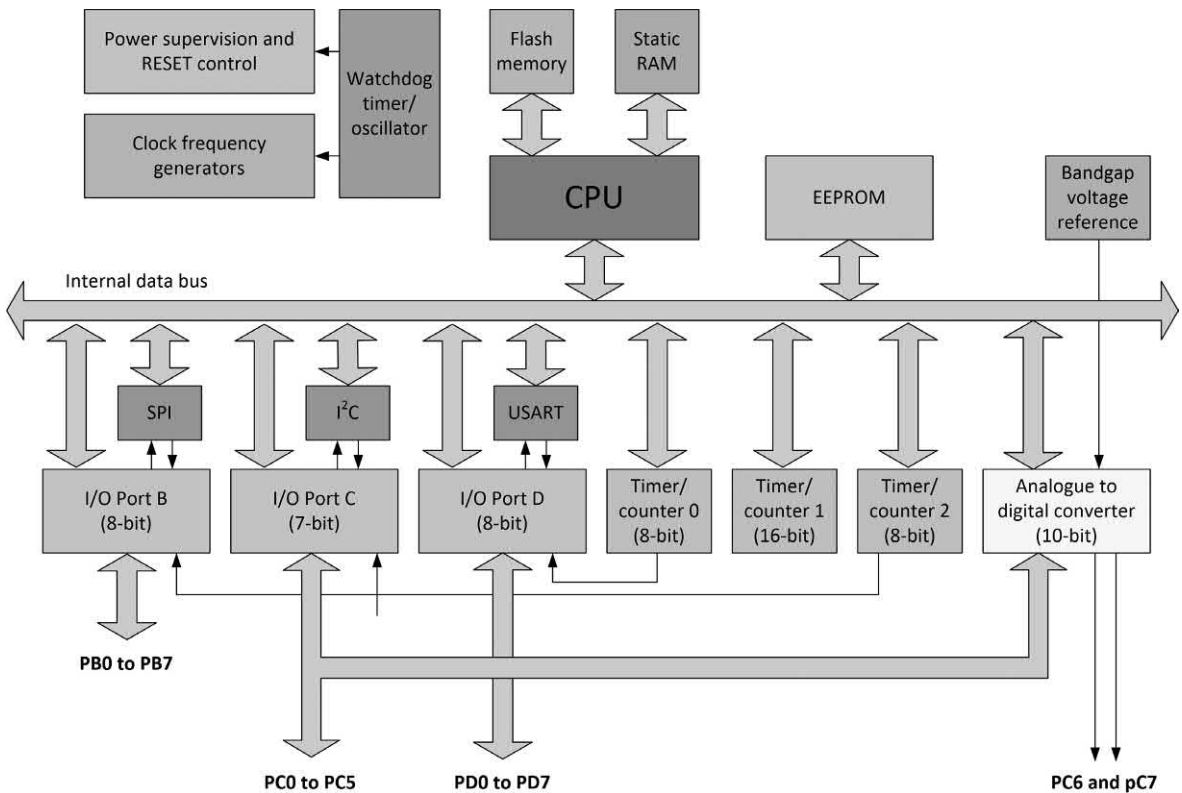 Power supervision and
RESET control
Watchdog
timer/
oscillator
Clock frequency
generators
Flash
memory
Static
RAM
CPU
EEPROM
Bandgap
voltage
reference
Internal data bus
SPI
I²C
USART
I/O Port B
(8-bit)
I/O Port C
(7-bit)
I/O Port D
(8-bit)
Timer/
counter 0
(8-bit)
Timer/
counter 1
(16-bit)
Timer/
counter 2
(8-bit)
Analogue to
digital converter
(10-bit)
PB0 to PB7
PC0 to PC5
PD0 to PD7
PC6 and pC7